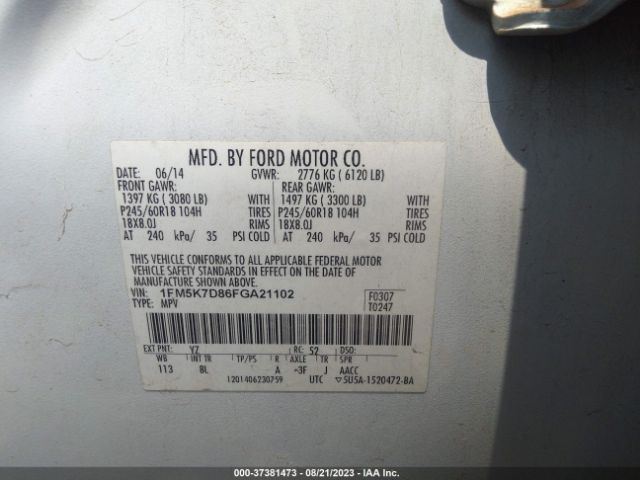 MFD. BY FORD MOTOR CO.
DATE: 06/14 GVWR: 2776 KG ( 6120 LB)
FRONT GAWR: REAR GAWR:
1397 KG ( 3080 LB) WITH 1497 KG ( 3300 LB) WITH
P245/60R18 104H TIRES P245/60R18 104H TIRES
18X8.0J RIMS 18X8.0J RIMS
AT 240 kPa/ 35 PSI COLD AT 240 kPa/ 35 PSI COLD
THIS VEHICLE CONFORMS TO ALL APPLICABLE FEDERAL MOTOR
VEHICLE SAFETY STANDARDS IN EFFECT ON THE DATE OF
MANUFACTURE SHOWN ABOVE.
VIN: 1FM5K7D86FGA21102 F0307
TYPE: MPV T0247
EXT PNT: YZ RC: 52 DSO:
WB INT TR TP/PS R AXLE TR SPR
113 8L A -3F J AACC
1201406230759 UTC ▽5U5A-1520472-BA
ID - 37381473 - 08/21/2023 - IAA Inc.